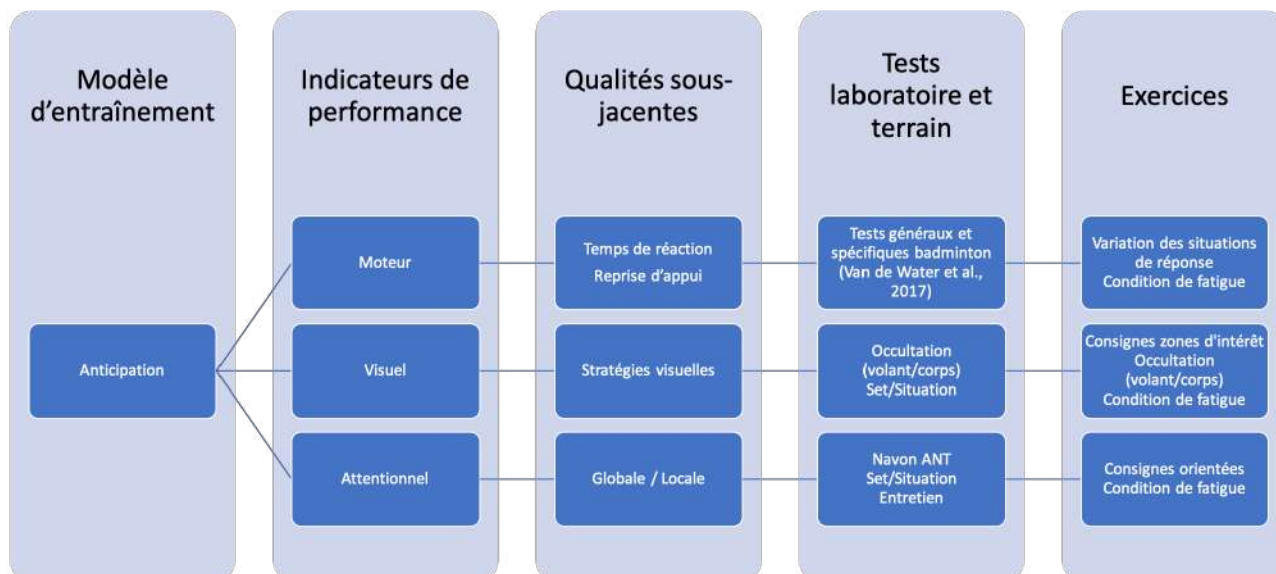 Modèle
d'entraînement
Indicateurs de
performance
Qualités sous-
jacentes
Tests
laboratoire et
terrain
Exercices
Anticipation
Moteur
Temps de réaction
Reprise d'appui
Tests généraux et
spécifiques badminton
(Van de Water et al.,
2017)
Variation des situations
de réponse
Condition de fatigue
Visuel
Stratégies visuelles
Occultation
(volant/corps)
Set/Situation
Consignes zones d'intérêt
Occultation
(volant/corps)
Condition de fatigue
Attentionnel
Globale / Locale
Navon ANT
Set/Situation
Entretien
Consignes orientées
Condition de fatigue